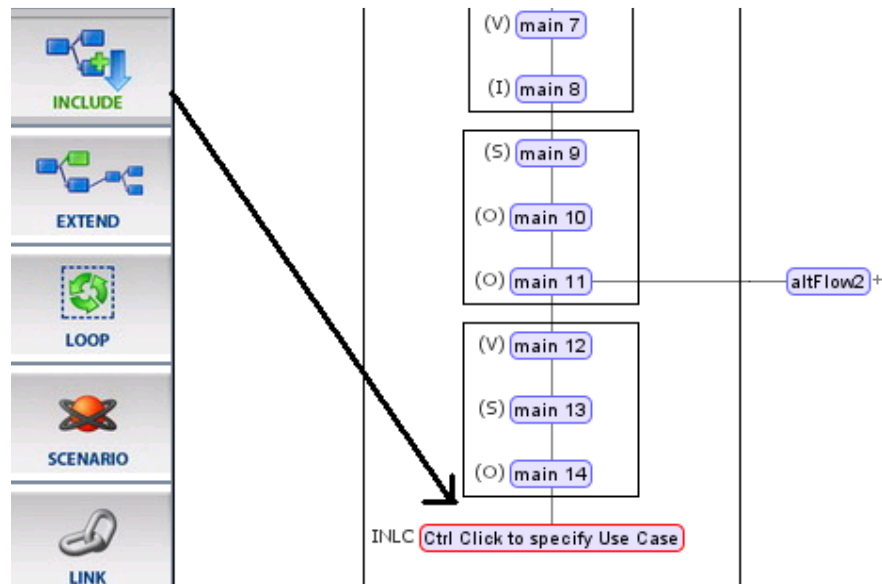 INCLUDE
EXTEND
LOOP
SCENARIO
LINK
(V) main 7
(I) main 8
(S) main 9
(O) main 10
(O) main 11
altFlow2 +
(V) main 12
(S) main 13
(O) main 14
INLC Ctrl Click to specify Use Case